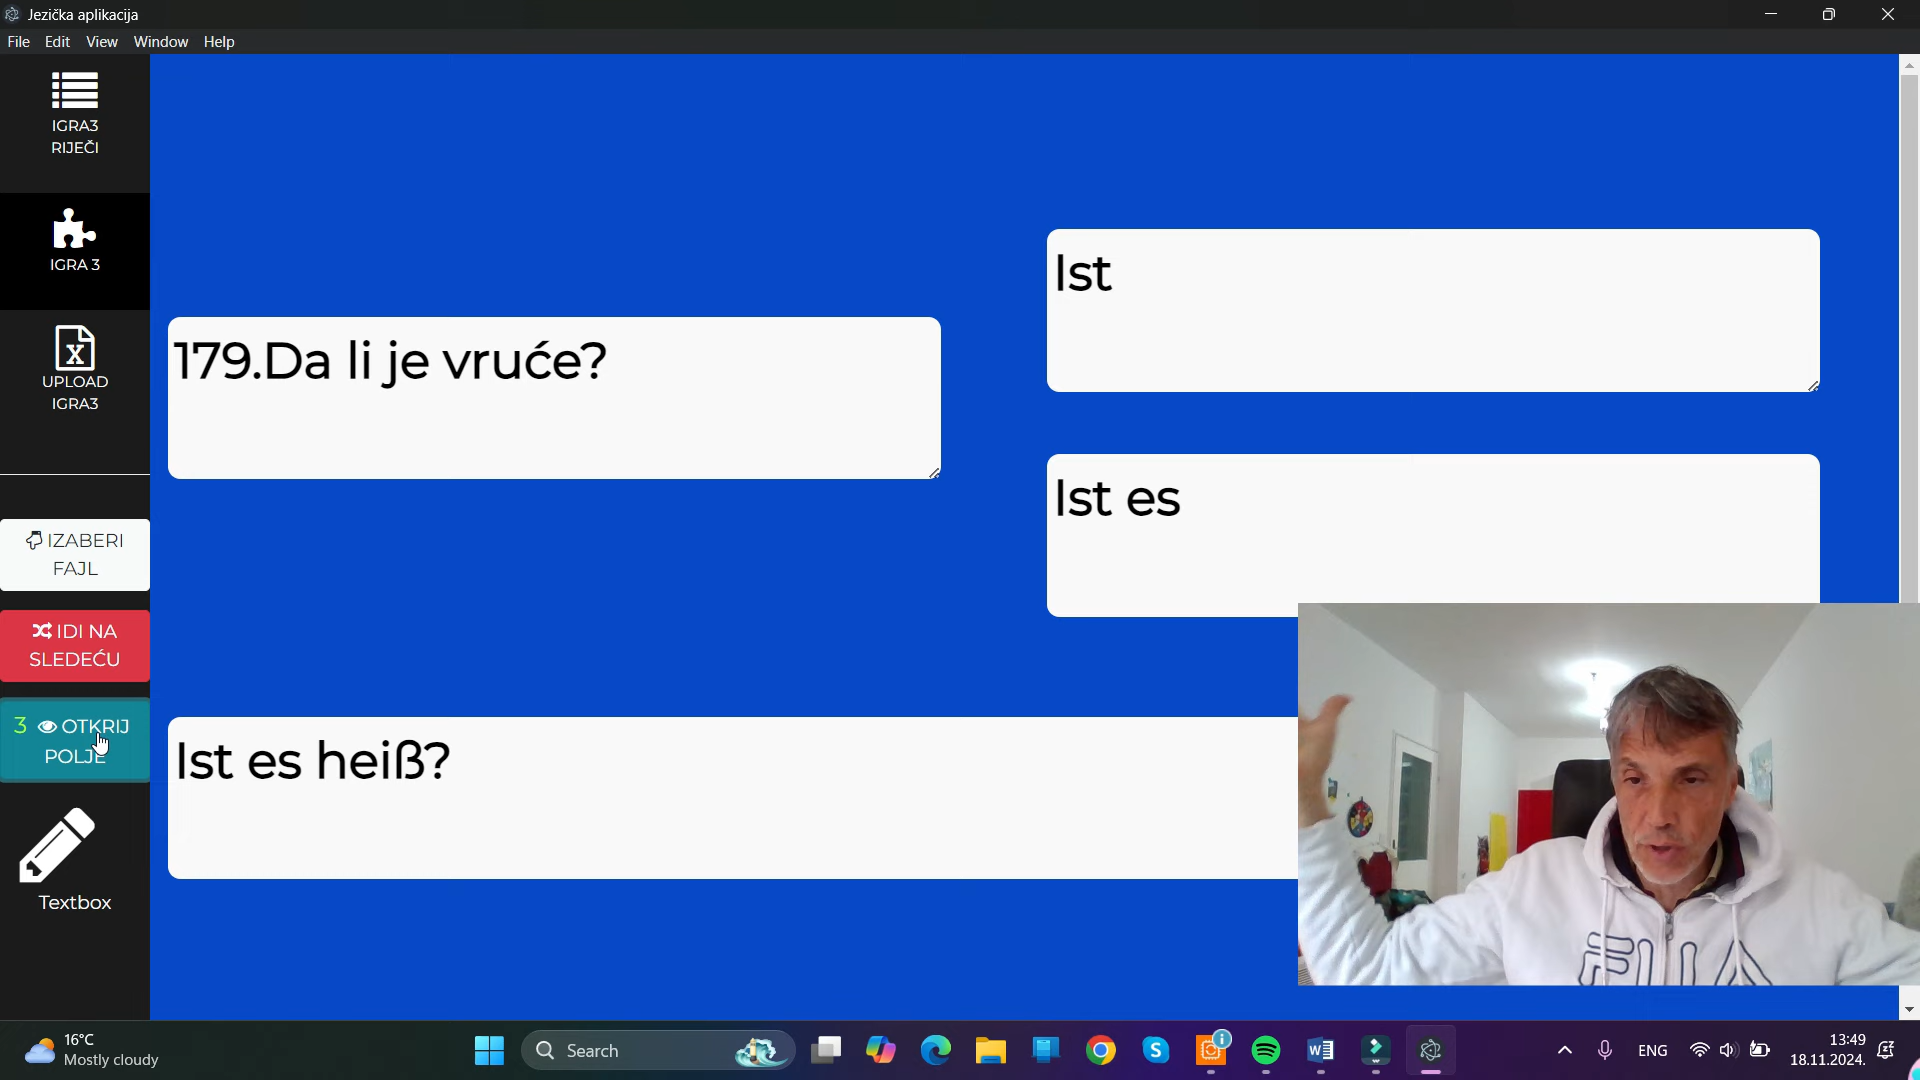 Jezička aplikacija
File Edit View Window Help
IGRA3
RIJEČI
IGRA 3
X
UPLOAD
IGRA3
IZABERI
FAJL
IDI NA
SLEDEĆU
3 OTKRIJ
POLJE
Textbox
179.Da li je vruće?
Ist
Ist es
Ist es heiß?
FILA
16°C
Mostly cloudy
Search
S
W
ENG
13:49
18.11.2024.